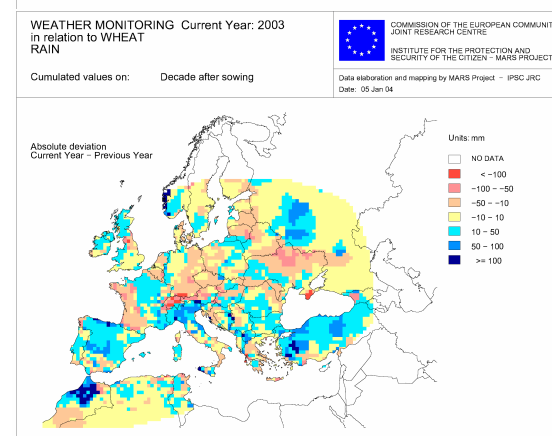 WEATHER MONITORING Current Year: 2003
in relation to WHEAT
RAIN
Cumulated values on: Decade after sowing
COMMISSION OF THE EUROPEAN COMMUNIT
JOINT RESEARCH CENTRE
INSTITUTE FOR THE PROTECTION AND
SECURITY OF THE CITIZEN - MARS PROJECT
Data elaboration and mapping by MARS Project - IPSC JRC
Date: 05 Jan 04
Absolute deviation
Current Year - Previous Year
Units: mm
NO DATA
< -100
-100 - -50
-50 - -10
-10 - 10
10 - 50
50 - 100
>= 100